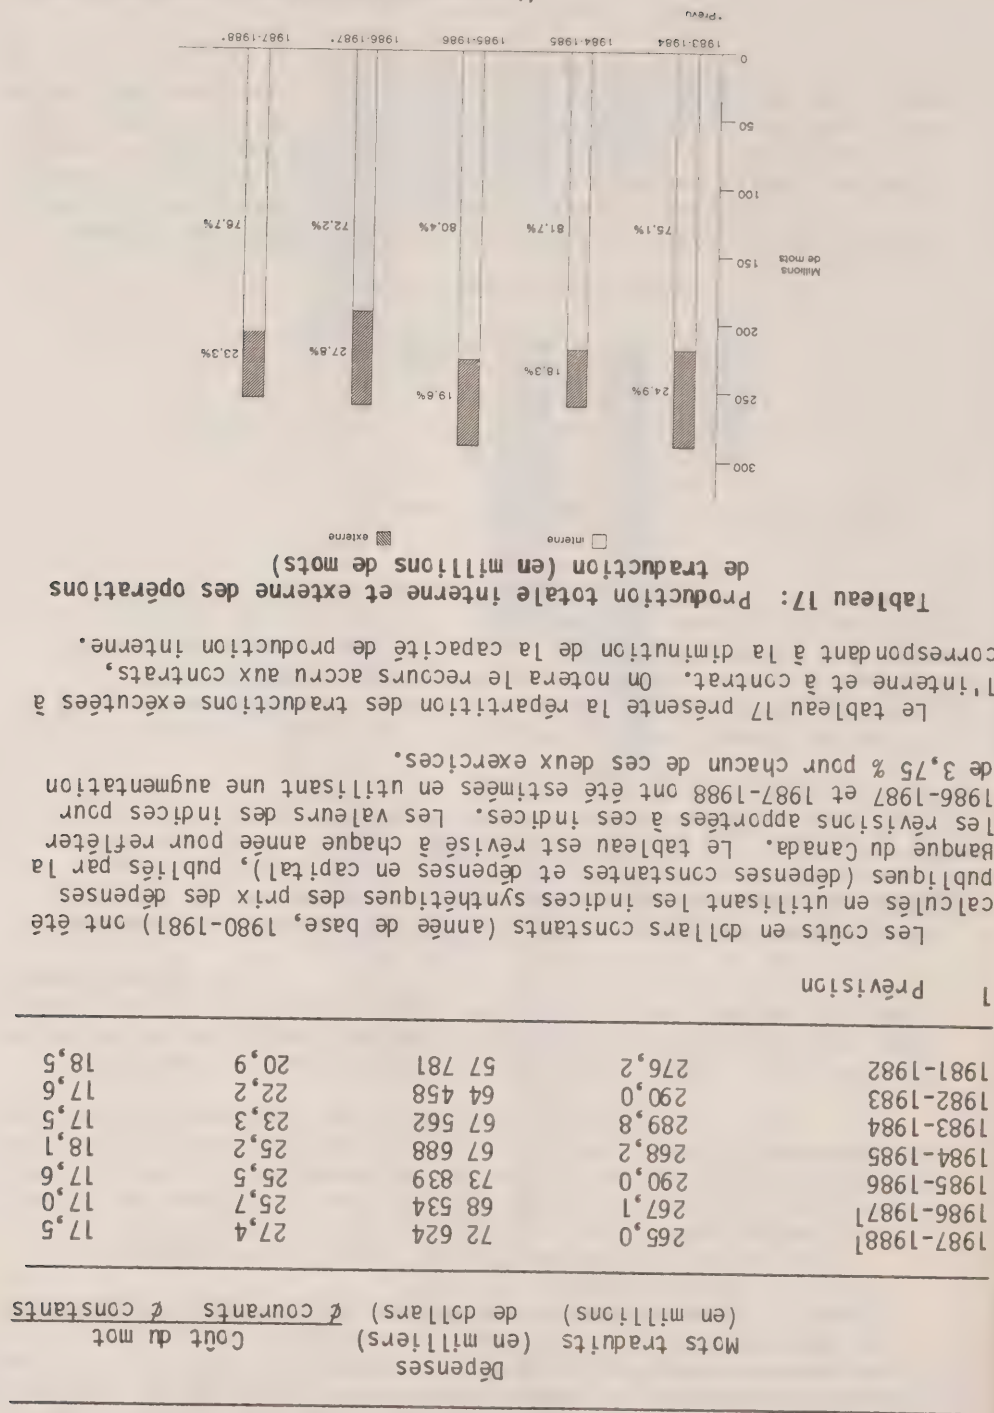 Dépenses
Mots traduits (en milliers) Coût du mot
(en millions) de dollars) ¢ courants ¢ constants
1987-1988¹ 265,0 72 624 27,4 17,5
1986-1987¹ 267,1 68 534 25,7 17,0
1985-1986 290,0 73 839 25,5 17,6
1984-1985 268,2 67 688 25,2 18,1
1983-1984 289,8 67 562 23,3 17,5
1982-1983 290,0 64 458 22,2 17,6
1981-1982 276,2 57 781 20,9 18,5
1 Prévision
Les coûts en dollars constants (année de base, 1980-1981) ont été
calculés en utilisant les indices synthétiques des prix des dépenses
publiques (dépenses constantes et dépenses en capital), publiés par la
Banque du Canada. Le tableau est révisé à chaque année pour refléter
les révisions apportées à ces indices. Les valeurs des indices pour
1986-1987 et 1987-1988 ont été estimées en utilisant une augmentation
de 3,75 % pour chacun de ces deux exercices.
Le tableau 17 présente la répartition des traductions exécutées à
l'interne et à contrat. On notera le recours accru aux contrats,
correspondant à la diminution de la capacité de production interne.
Tableau 17: Production totale interne et externe des opérations
de traduction (en millions de mots)
interne externe
300
250
200
Millions
de mots
150
100
50
0
24.9% 18.3% 19.6% 27.8% 23.3%
75.1% 81.7% 80.4% 72.2% 76.7%
1983-1984 1984-1985 1985-1986 1986-1987* 1987-1988*
*Prévu